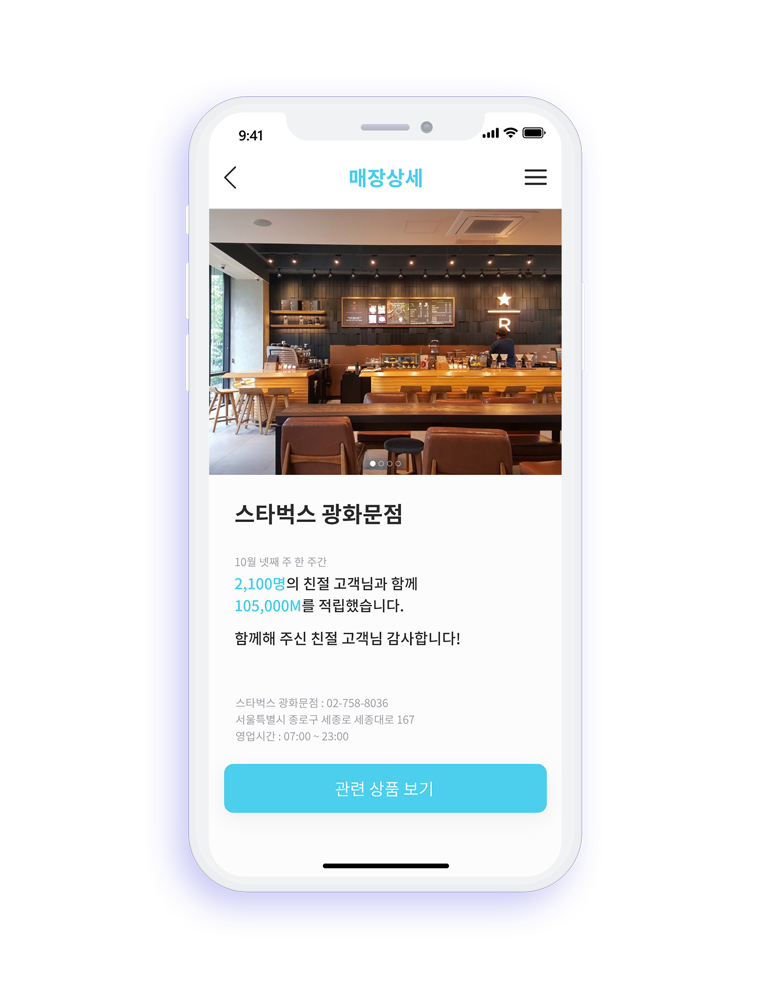 9:41
매장상세
R
스타벅스 광화문점
10월 넷째 주 한 주간
2,100명의 친절 고객님과 함께
105,000M를 적립했습니다.
함께해 주신 친절 고객님 감사합니다!
스타벅스 광화문점 : 02-758-8036
서울특별시 종로구 세종로 세종대로 167
영업시간 : 07:00 ~ 23:00
관련 상품 보기